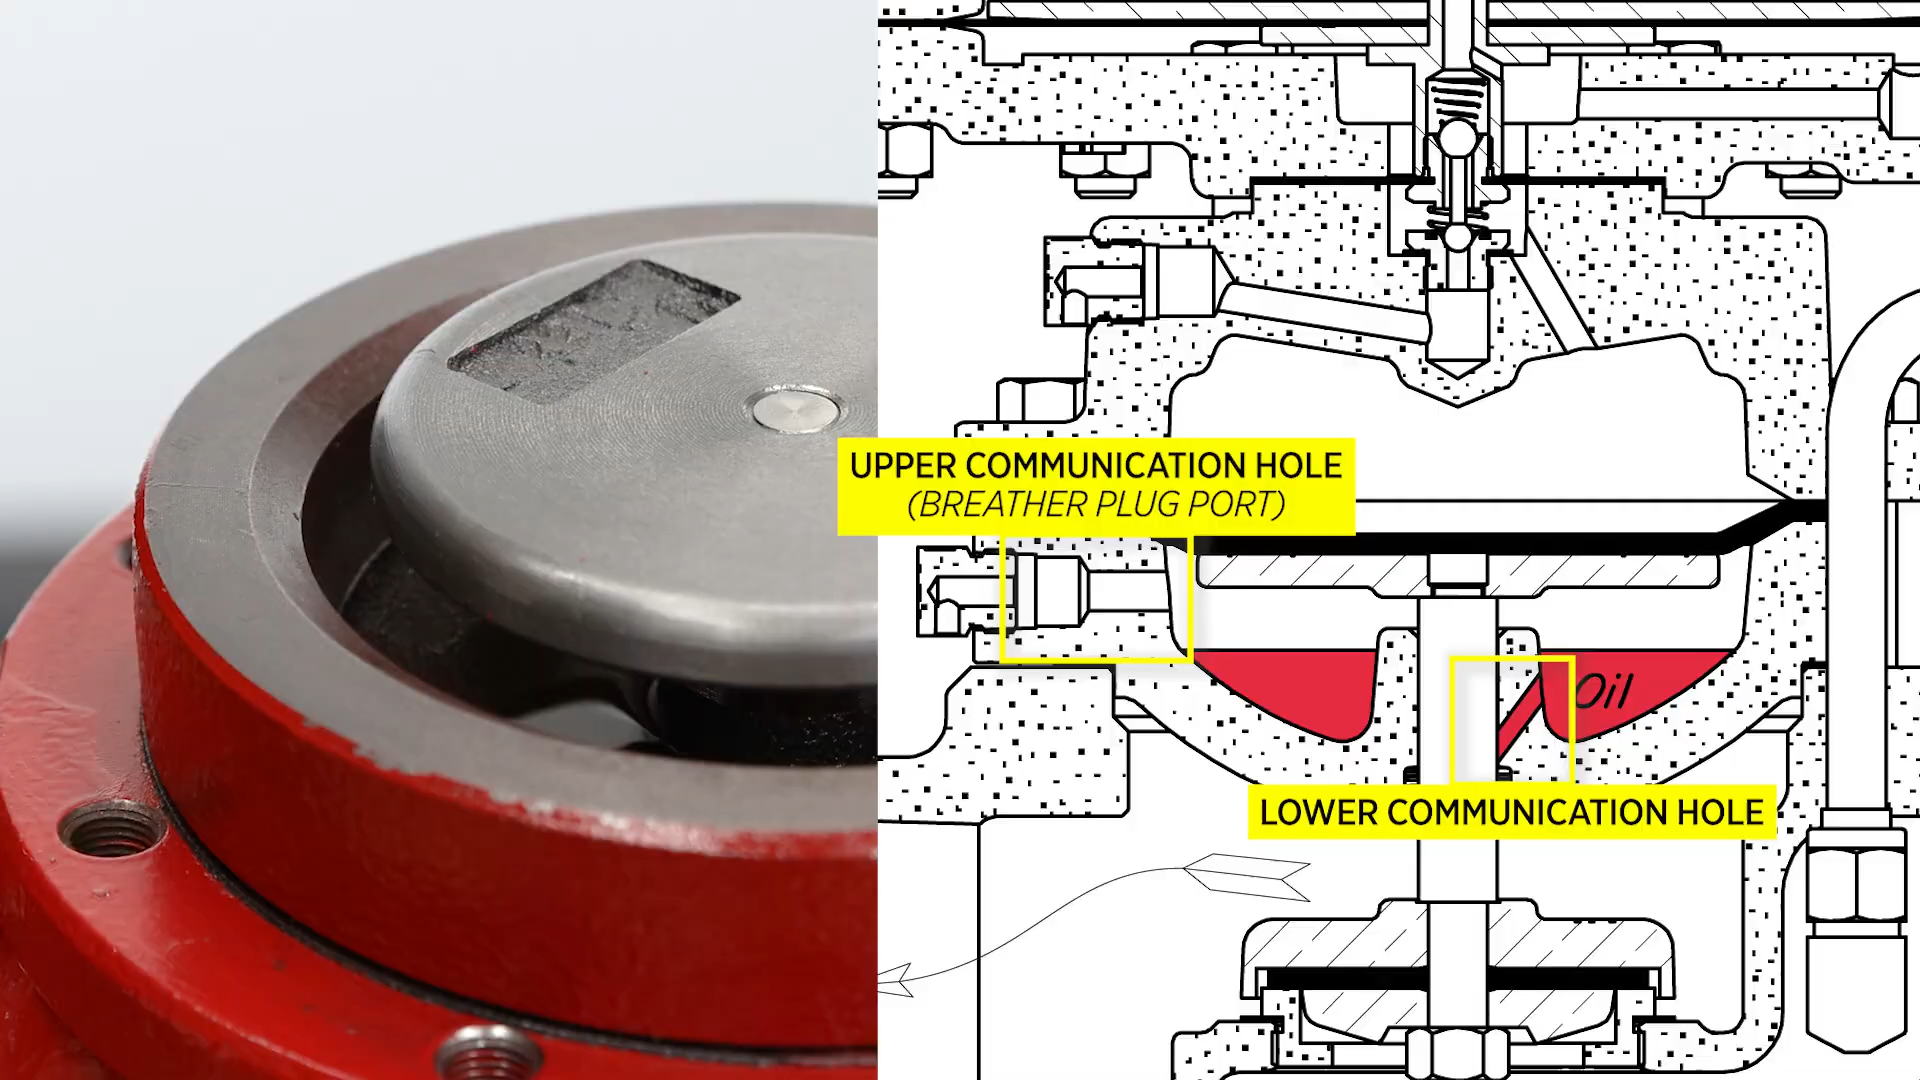 UPPER COMMUNICATION HOLE
(BREATHER PLUG PORT)
Oil
LOWER COMMUNICATION HOLE